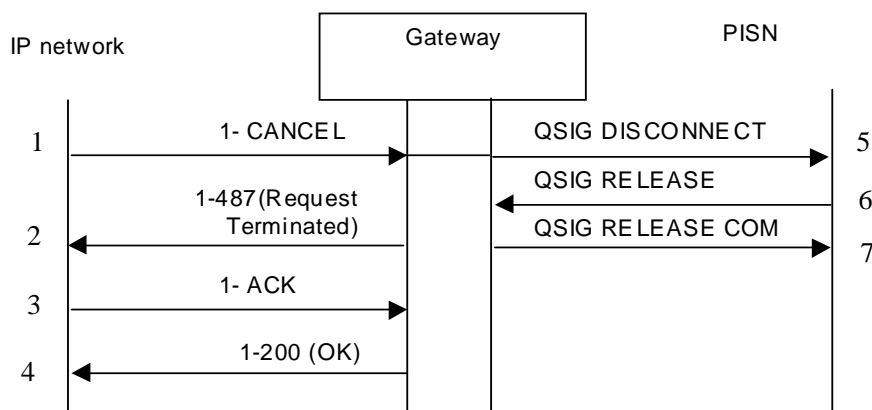 IP network
Gateway
PISN
1
1- CANCEL
QSIG DISCONNECT
5
QSIG RELEASE
6
1-487(Request
Terminated)
2
QSIG RELEASE COM
7
1- ACK
3
1-200 (OK)
4